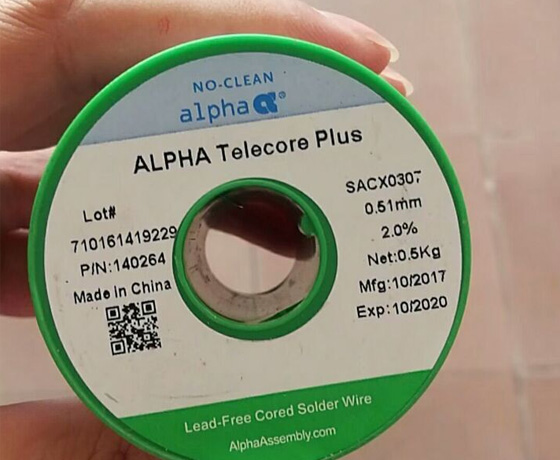 NO-CLEAN
alpha®
ALPHA Telecore Plus
Lot#
710161419229
P/N:140264
Made in China
SACX0307
0.51mm
2.0%
Net:0.5Kg
Mfg:10/2017
Exp:10/2020
Lead-Free Cored Solder Wire
AlphaAssembly.com